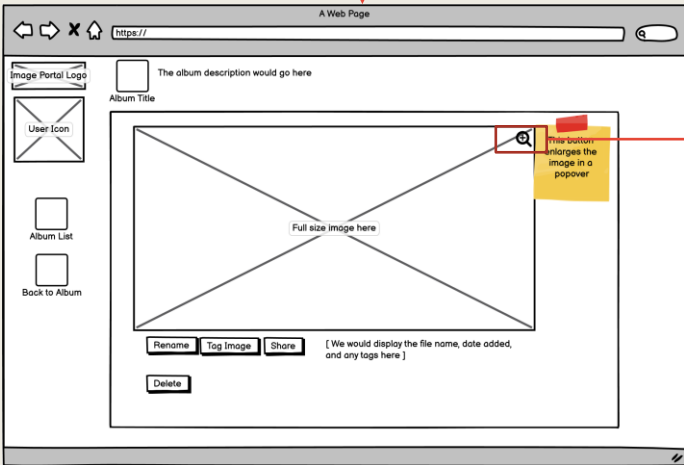 A Web Page
https://
Image Portal Logo
The album description would go here
Album Title
User Icon
This button
enlarges the
image in a
popover
Full size image here
Album List
Back to Album
Rename
Tag Image
Share
[ We would display the file name, date added,
and any tags here ]
Delete